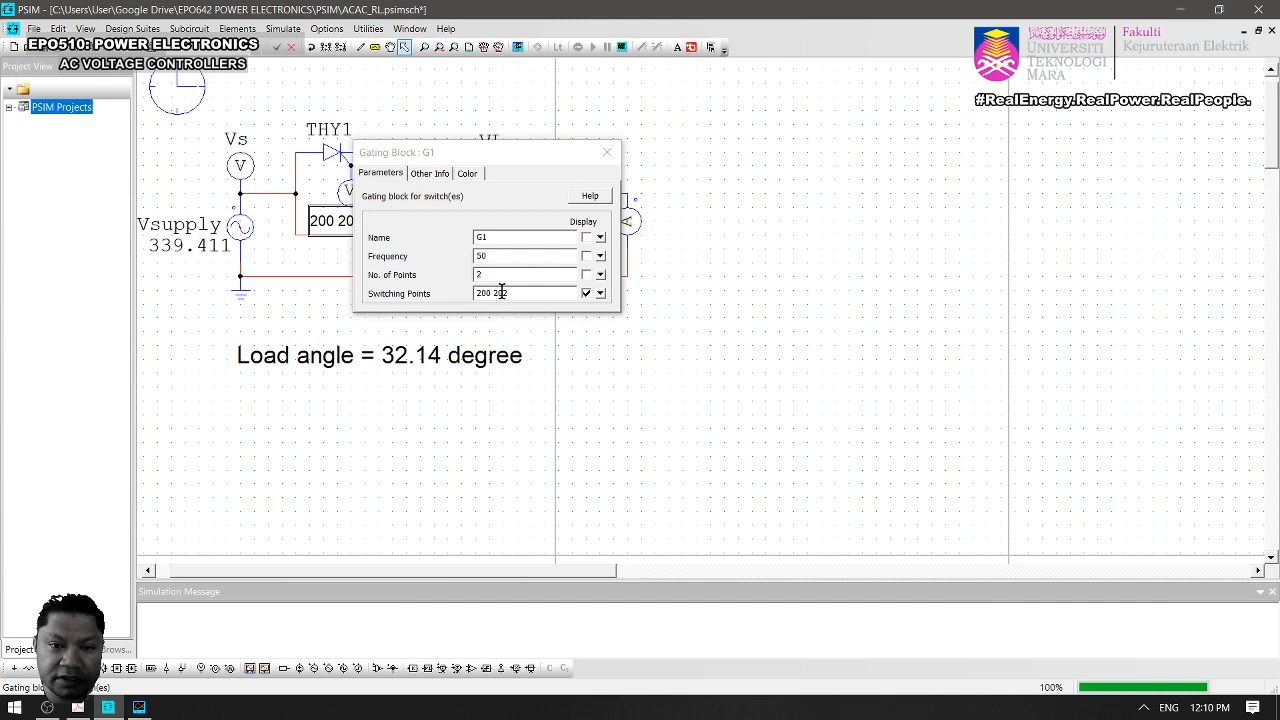 PSIM - [C:\Users\User\Google Drive\EPO642 POWER ELECTRONICS\PSIM\ACAC_RL.psimsch*]
File Edit View Design Suites Subcircuit Elements Simulate Options Utilities Window Help
EPO510: POWER ELECTRONICS
AC VOLTAGE CONTROLLERS
UNIVERSITI
TEKNOLOGI
MARA
Fakulti
Kejuruteraan Elektrik
#RealEnergy.RealPower.RealPeople.
Project View
PSIM Projects
THY1
Vs
V
Vsupply
339.411
200 20
A
Gating Block : G1
Parameters Other Info Color
Gating block for switch(es)
Help
Display
Name G1
Frequency 50
No. of Points 2
Switching Points 200 202
Load angle = 32.14 degree
Simulation Message
100%
ENG 12:10 PM